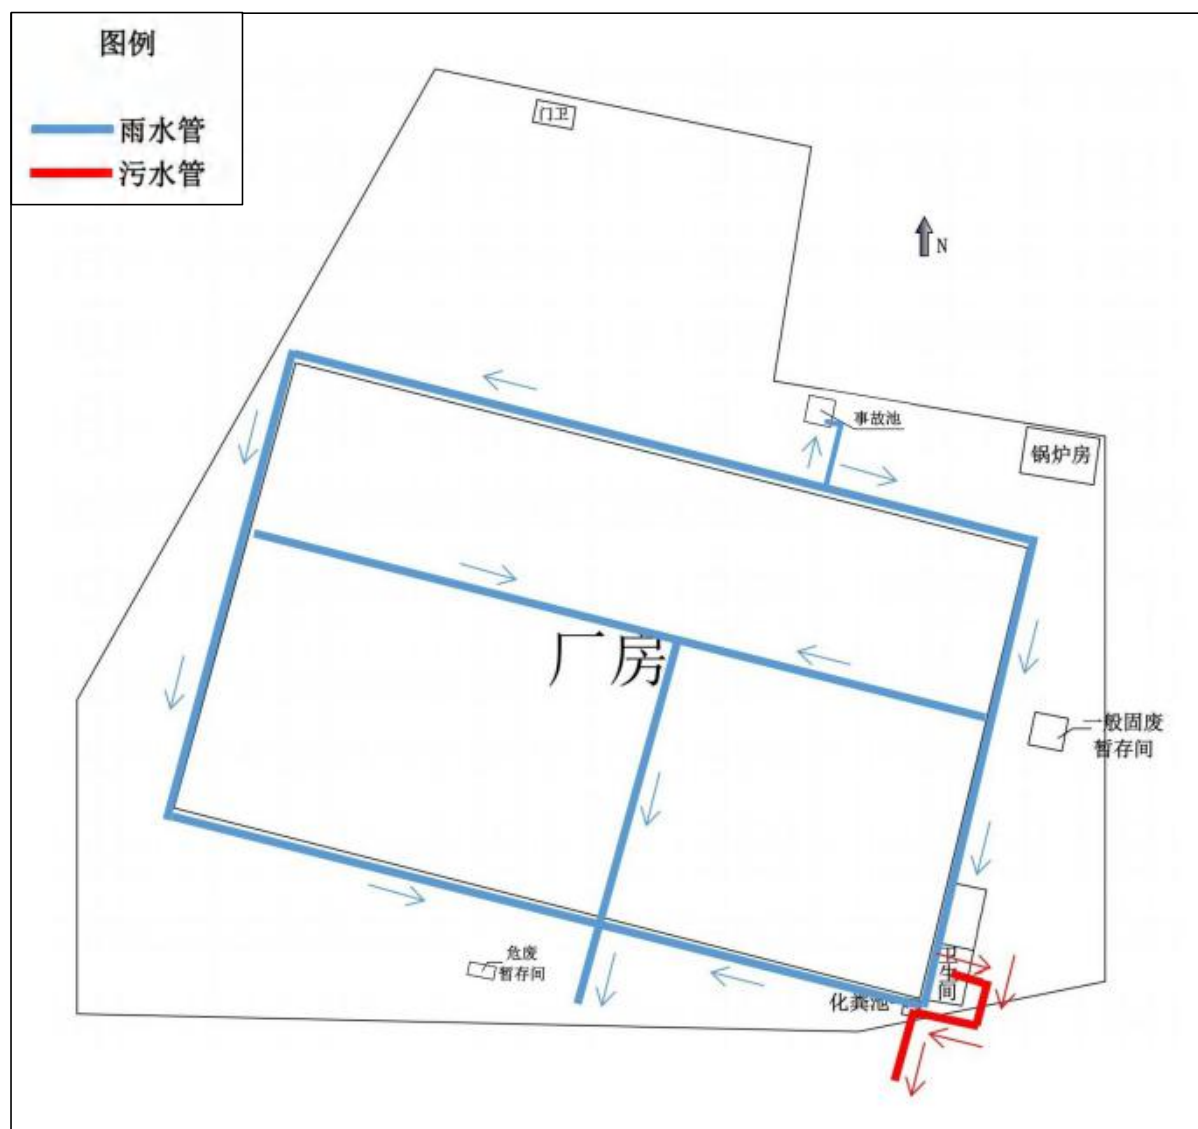 图例
雨水管
污水管
门卫
N
事故池
锅炉房
厂房
一般固废
暂存间
危废
暂存间
卫生间
化粪池